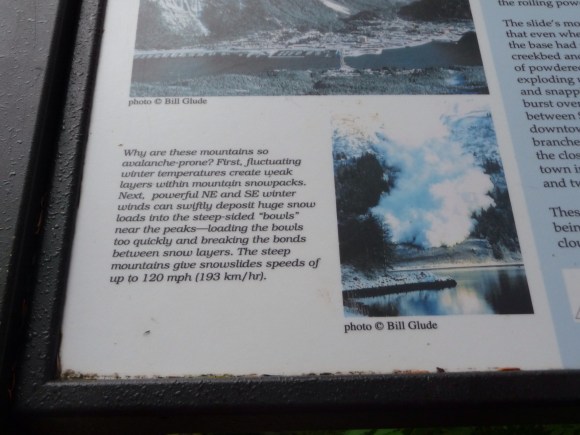 photo © Bill Glude
Why are these mountains so
avalanche-prone? First, fluctuating
winter temperatures create weak
layers within mountain snowpacks.
Next, powerful NE and SE winter
winds can swiftly deposit huge snow
loads into the steep-sided "bowls"
near the peaks—loading the bowls
too quickly and breaking the bonds
between snow layers. The steep
mountains give snowslides speeds of
up to 120 mph (193 km/hr).
photo © Bill Glude
the rolling pow
The slide's mo
that even whe
the base had
creekbed and
of powdered
exploding
and snapp
burst over
between
downtow
branche
the clos
town i
and tw
These
bein
clo